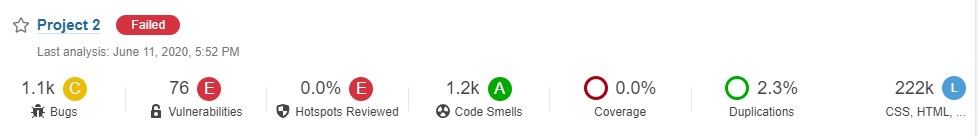 Project 2 Failed
Last analysis: June 11, 2020, 5:52 PM
1.1k C 76 E 0.0% E 1.2k A 0.0% 2.3% 222k L
Bugs Vulnerabilities Hotspots Reviewed Code Smells Coverage Duplications CSS, HTML, ...